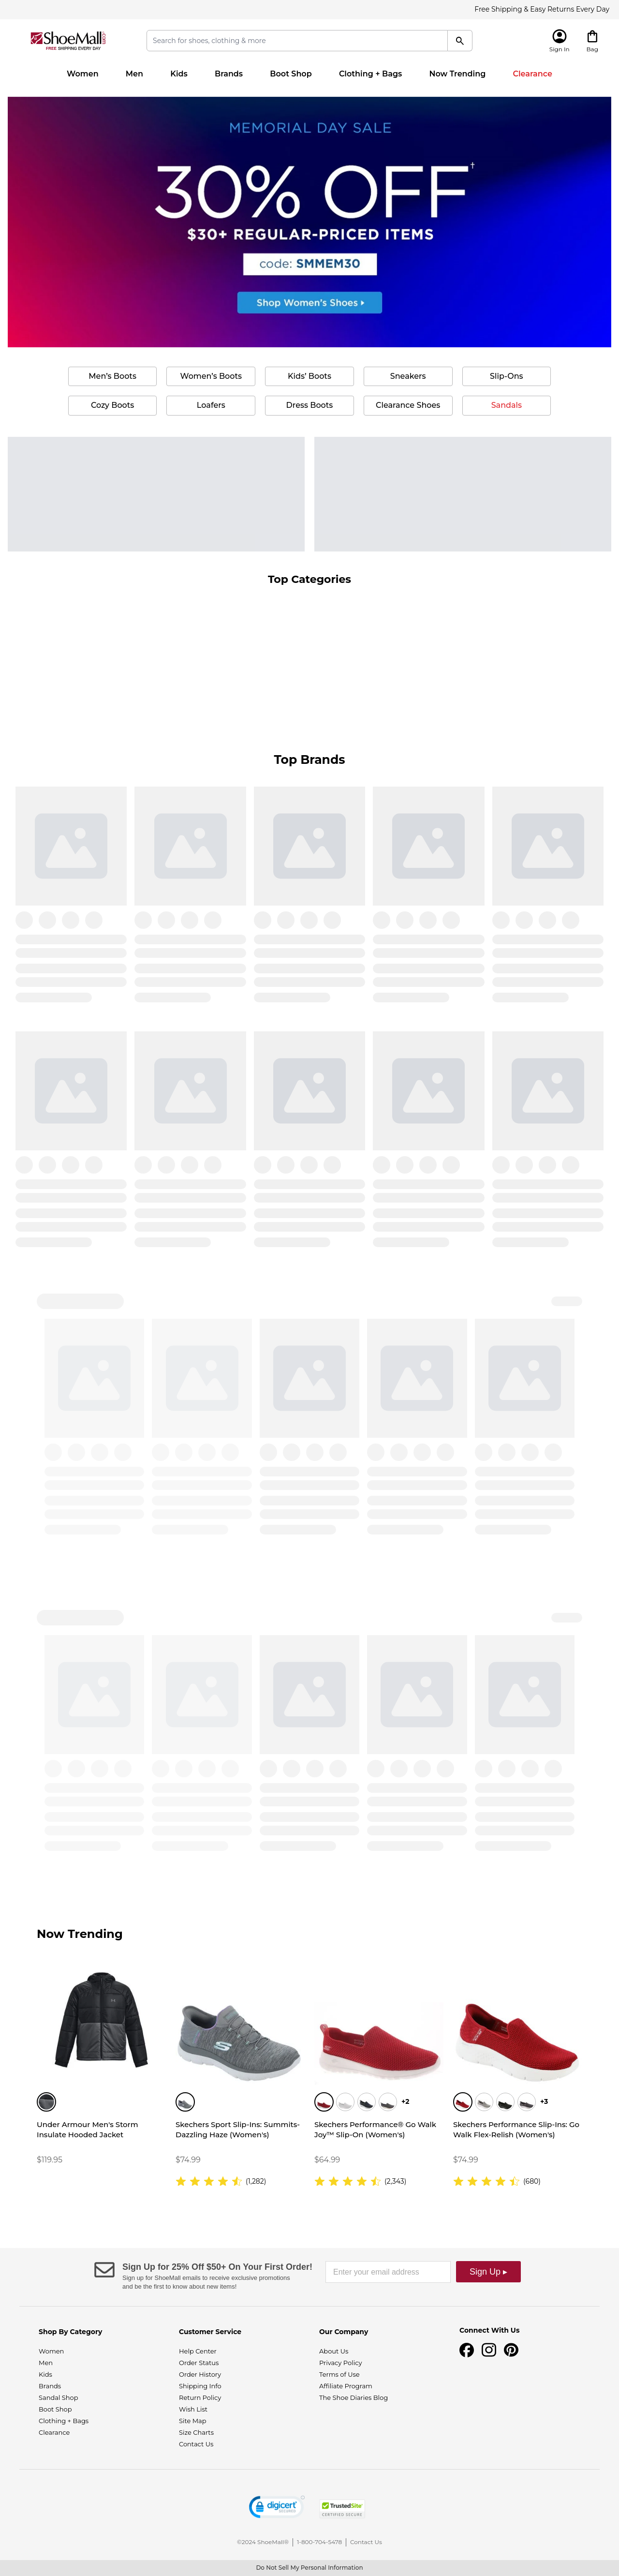 Free Shipping & Easy Returns Every Day
ShoeMall
FREE SHIPPING EVERY DAY
Search for shoes, clothing & more
Sign In
Bag
Women
Men
Kids
Brands
Boot Shop
Clothing + Bags
Now Trending
Clearance
MEMORIAL DAY SALE
30% OFF†
$30+ REGULAR-PRICED ITEMS
code: SMMEM30
Shop Women's Shoes ▸
Men's Boots
Women's Boots
Kids' Boots
Sneakers
Slip-Ons
Cozy Boots
Loafers
Dress Boots
Clearance Shoes
Sandals
Top Categories
Top Brands
Now Trending
+2
+3
Under Armour Men's Storm
Insulate Hooded Jacket
$119.95
Skechers Sport Slip-Ins: Summits-
Dazzling Haze (Women's)
$74.99
(1,282)
Skechers Performance® Go Walk
Joy™ Slip-On (Women's)
$64.99
(2,343)
Skechers Performance Slip-Ins: Go
Walk Flex-Relish (Women's)
$74.99
(680)
Sign Up for 25% Off $50+ On Your First Order!
Sign up for ShoeMall emails to receive exclusive promotions
and be the first to know about new items!
Enter your email address
Sign Up ▸
Shop By Category
Women
Men
Kids
Brands
Sandal Shop
Boot Shop
Clothing + Bags
Clearance
Customer Service
Help Center
Order Status
Order History
Shipping Info
Return Policy
Wish List
Site Map
Size Charts
Contact Us
Our Company
About Us
Privacy Policy
Terms of Use
Affiliate Program
The Shoe Diaries Blog
Connect With Us
digicert
SECURED
TrustedSite
CERTIFIED SECURE
©2024 ShoeMall® | 1-800-704-5478 | Contact Us
Do Not Sell My Personal Information